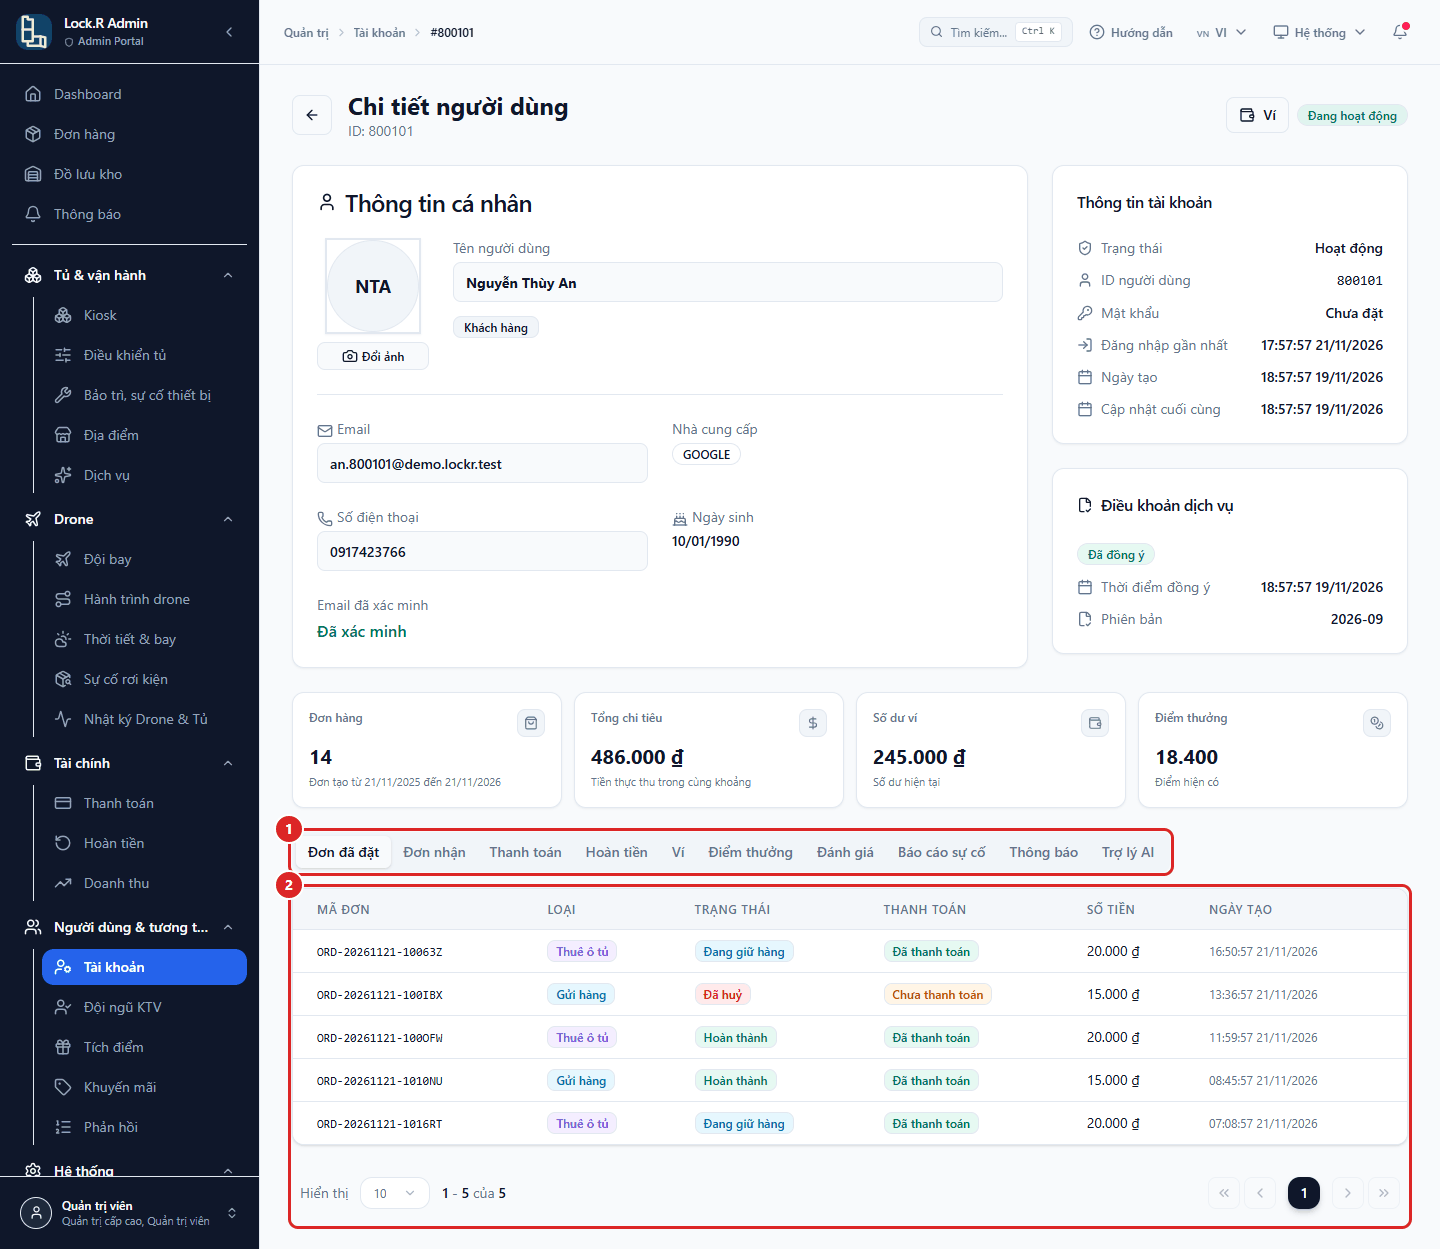 Lock.R Admin
Admin Portal
Quản trị
Tài khoản
#800101
Tìm kiếm...
Ctrl K
Hướng dẫn
VN VI
Hệ thống
Dashboard
Đơn hàng
Đồ lưu kho
Thông báo
Tủ & vận hành
Kiosk
Điều khiển tủ
Bảo trì, sự cố thiết bị
Địa điểm
Dịch vụ
Drone
Đội bay
Hành trình drone
Thời tiết & bay
Sự cố rơi kiện
Nhật ký Drone & Tủ
Tài chính
Thanh toán
Hoàn tiền
Doanh thu
Người dùng & tương t...
Tài khoản
Đội ngũ KTV
Tích điểm
Khuyến mãi
Phản hồi
Hệ thống
Quản trị viên
Quản trị cấp cao, Quản trị viên
Chi tiết người dùng
ID: 800101
Ví
Đang hoạt động
Thông tin cá nhân
NTA
Đổi ảnh
Tên người dùng
Nguyễn Thùy An
Khách hàng
Email
an.800101@demo.lockr.test
Nhà cung cấp
GOOGLE
Số điện thoại
0917423766
Ngày sinh
10/01/1990
Email đã xác minh
Đã xác minh
Thông tin tài khoản
Trạng thái Hoạt động
ID người dùng 800101
Mật khẩu Chưa đặt
Đăng nhập gần nhất 17:57:57 21/11/2026
Ngày tạo 18:57:57 19/11/2026
Cập nhật cuối cùng 18:57:57 19/11/2026
Điều khoản dịch vụ
Đã đồng ý
Thời điểm đồng ý 18:57:57 19/11/2026
Phiên bản 2026-09
Đơn hàng
14
Đơn tạo từ 21/11/2025 đến 21/11/2026
Tổng chi tiêu
486.000 ₫
Tiền thực thu trong cùng khoảng
Số dư ví
245.000 ₫
Số dư hiện tại
Điểm thưởng
18.400
Điểm hiện có
1
Đơn đã đặt Đơn nhận Thanh toán Hoàn tiền Ví Điểm thưởng Đánh giá Báo cáo sự cố Thông báo Trợ lý AI
2
MÃ ĐƠN LOẠI TRẠNG THÁI THANH TOÁN SỐ TIỀN NGÀY TẠO
ORD-20261121-10063Z Thuê ô tủ Đang giữ hàng Đã thanh toán 20.000 ₫ 16:50:57 21/11/2026
ORD-20261121-100IBX Gửi hàng Đã huỷ Chưa thanh toán 15.000 ₫ 13:36:57 21/11/2026
ORD-20261121-100OFW Thuê ô tủ Hoàn thành Đã thanh toán 20.000 ₫ 11:59:57 21/11/2026
ORD-20261121-1010NU Gửi hàng Hoàn thành Đã thanh toán 15.000 ₫ 08:45:57 21/11/2026
ORD-20261121-1016RT Thuê ô tủ Đang giữ hàng Đã thanh toán 20.000 ₫ 07:08:57 21/11/2026
Hiển thị 10 1 - 5 của 5
1